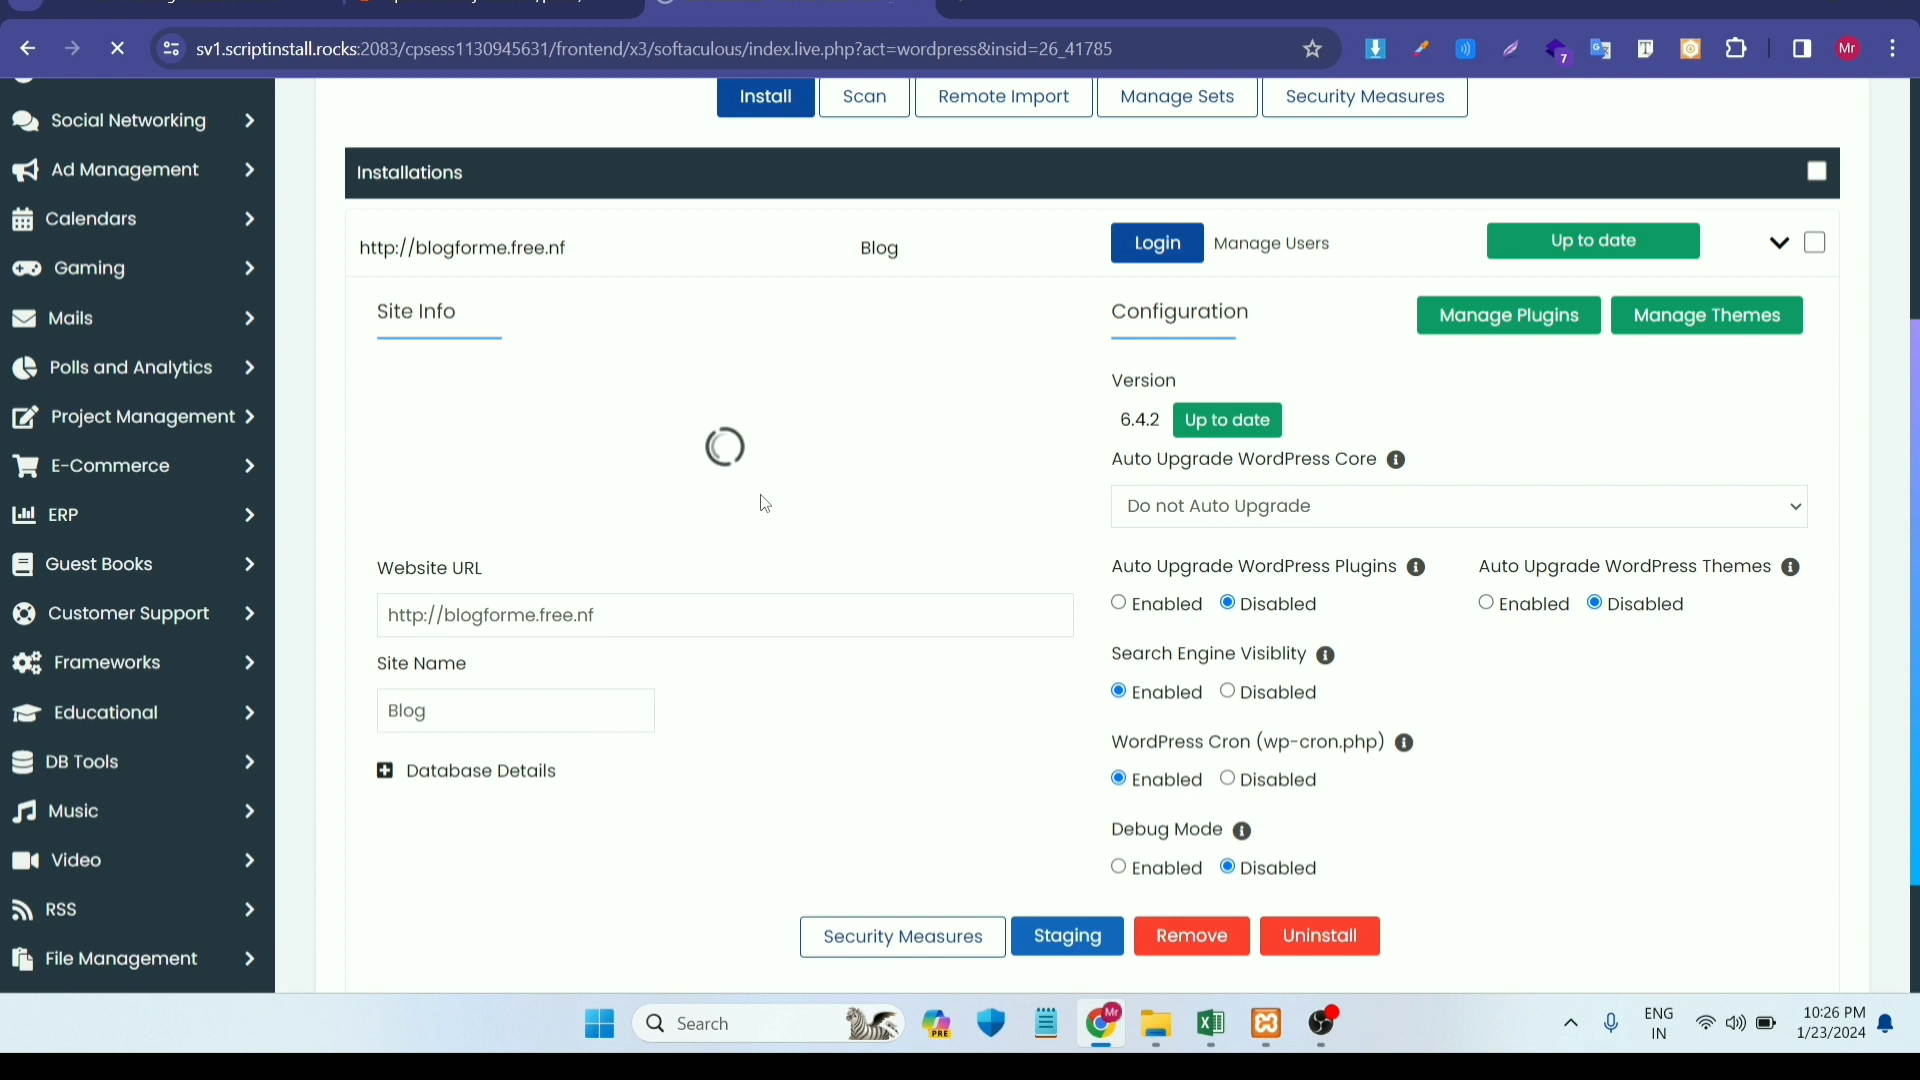 sv1.scriptinstall.rocks:2083/cpsess1130945631/frontend/x3/softaculous/index.live.php?act=wordpress&insid=26_41785
7
Mr
Install
Scan
Remote Import
Manage Sets
Security Measures
Social Networking
Ad Management
Calendars
Gaming
Mails
Polls and Analytics
Project Management
E-Commerce
ERP
Guest Books
Customer Support
Frameworks
Educational
DB Tools
Music
Video
RSS
File Management
Installations
http://blogforme.free.nf
Blog
Login
Manage Users
Up to date
Site Info
Website URL
http://blogforme.free.nf
Site Name
Blog
Database Details
Configuration
Manage Plugins
Manage Themes
Version
6.4.2
Up to date
Auto Upgrade WordPress Core
Do not Auto Upgrade
Auto Upgrade WordPress Plugins
Enabled Disabled
Auto Upgrade WordPress Themes
Enabled Disabled
Search Engine Visiblity
Enabled Disabled
WordPress Cron (wp-cron.php)
Enabled Disabled
Debug Mode
Enabled Disabled
Security Measures
Staging
Remove
Uninstall
Search
PRE
Mr
ENG
IN
10:26 PM
1/23/2024